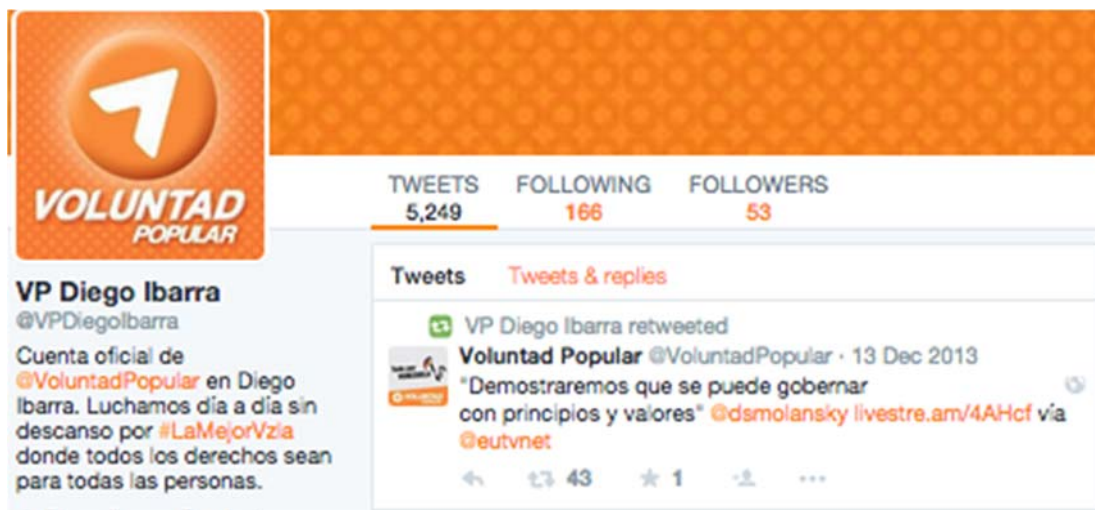 VOLUNTAD
POPULAR
VP Diego Ibarra
@VPDiegoIbarra
Cuenta oficial de
@VoluntadPopular en Diego
Ibarra. Luchamos día a día sin
descanso por #LaMejorVzla
donde todos los derechos sean
para todas las personas.
TWEETS FOLLOWING FOLLOWERS
5,249 166 53
Tweets Tweets & replies
VP Diego Ibarra retweeted
Voluntad Popular @VoluntadPopular · 13 Dec 2013
"Demostraremos que se puede gobernar
con principios y valores" @dsmolansky livestre.am/4AHcf vía
@eutvnet
43 1